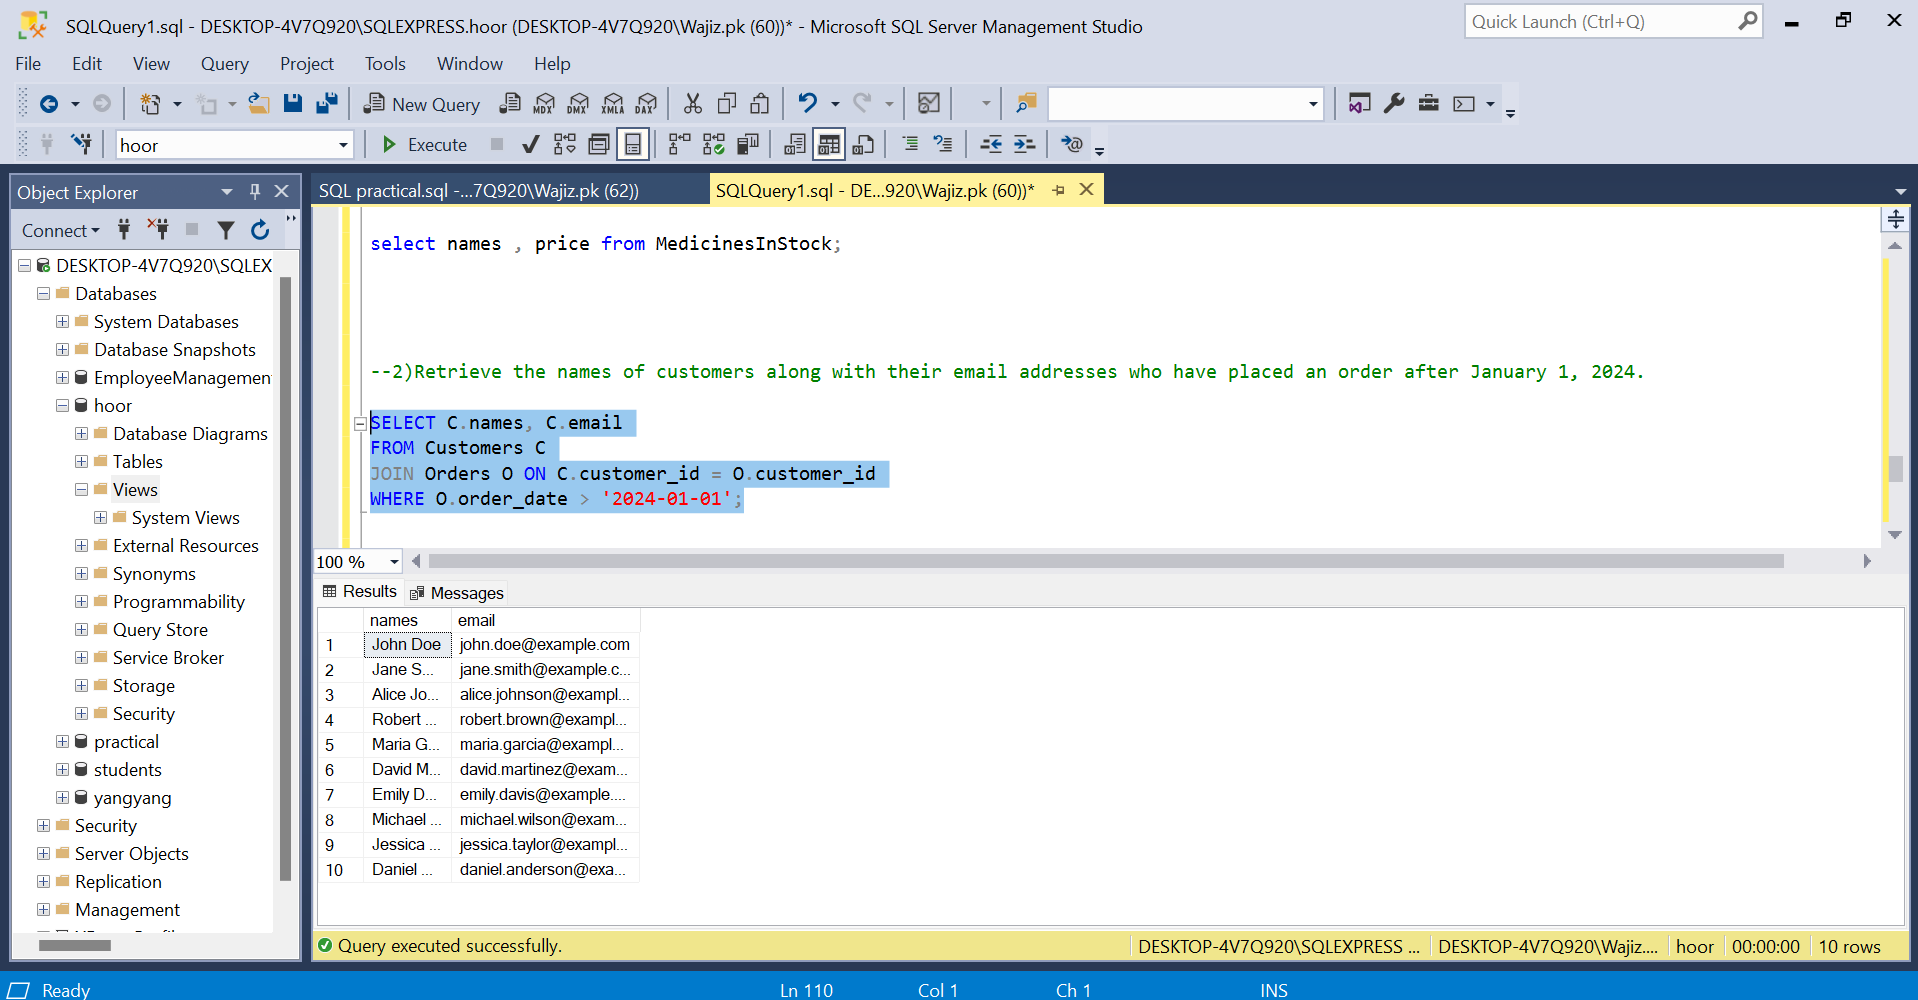 SQLQuery1.sql - DESKTOP-4V7Q920\SQLEXPRESS.hoor (DESKTOP-4V7Q920\Wajiz.pk (60))* - Microsoft SQL Server Management Studio
Quick Launch (Ctrl+Q)
File Edit View Query Project Tools Window Help
New Query MDX DMX XMLA DAX
hoor
Execute
Object Explorer
Connect
DESKTOP-4V7Q920\SQLEX
Databases
System Databases
Database Snapshots
EmployeeManagemen
hoor
Database Diagrams
Tables
Views
System Views
External Resources
Synonyms
Programmability
Query Store
Service Broker
Storage
Security
practical
students
yangyang
Security
Server Objects
Replication
Management
SQL practical.sql -...7Q920\Wajiz.pk (62))
SQLQuery1.sql - DE...920\Wajiz.pk (60))*
select names , price from MedicinesInStock;
--2)Retrieve the names of customers along with their email addresses who have placed an order after January 1, 2024.
SELECT C.names, C.email
FROM Customers C
JOIN Orders O ON C.customer_id = O.customer_id
WHERE O.order_date > '2024-01-01';
100 %
Results Messages
names email
1 John Doe john.doe@example.com
2 Jane S... jane.smith@example.c...
3 Alice Jo... alice.johnson@exampl...
4 Robert ... robert.brown@exampl...
5 Maria G... maria.garcia@exampl...
6 David M... david.martinez@exam...
7 Emily D... emily.davis@example....
8 Michael ... michael.wilson@exam...
9 Jessica ... jessica.taylor@exampl...
10 Daniel ... daniel.anderson@exa...
Query executed successfully.
DESKTOP-4V7Q920\SQLEXPRESS ... DESKTOP-4V7Q920\Wajiz.... hoor 00:00:00 10 rows
Ready Ln 110 Col 1 Ch 1 INS